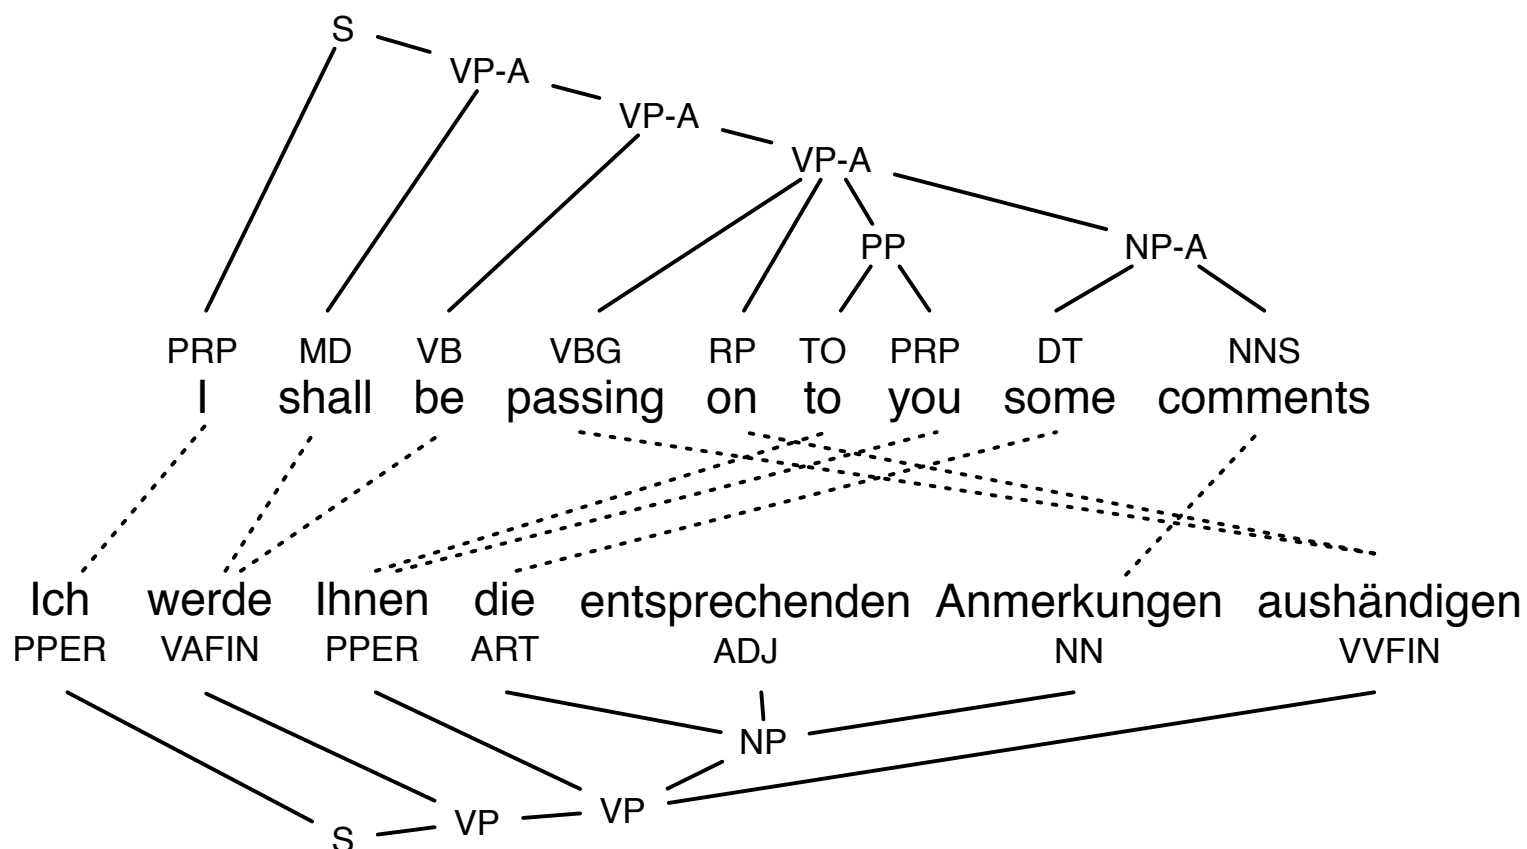 S
VP-A
VP-A
VP-A
PP NP-A
PRP MD VB VBG RP TO PRP DT NNS
I shall be passing on to you some comments
Ich werde Ihnen die entsprechenden Anmerkungen aushändigen
PPER VAFIN PPER ART ADJ NN VVFIN
NP
VP
VP
S